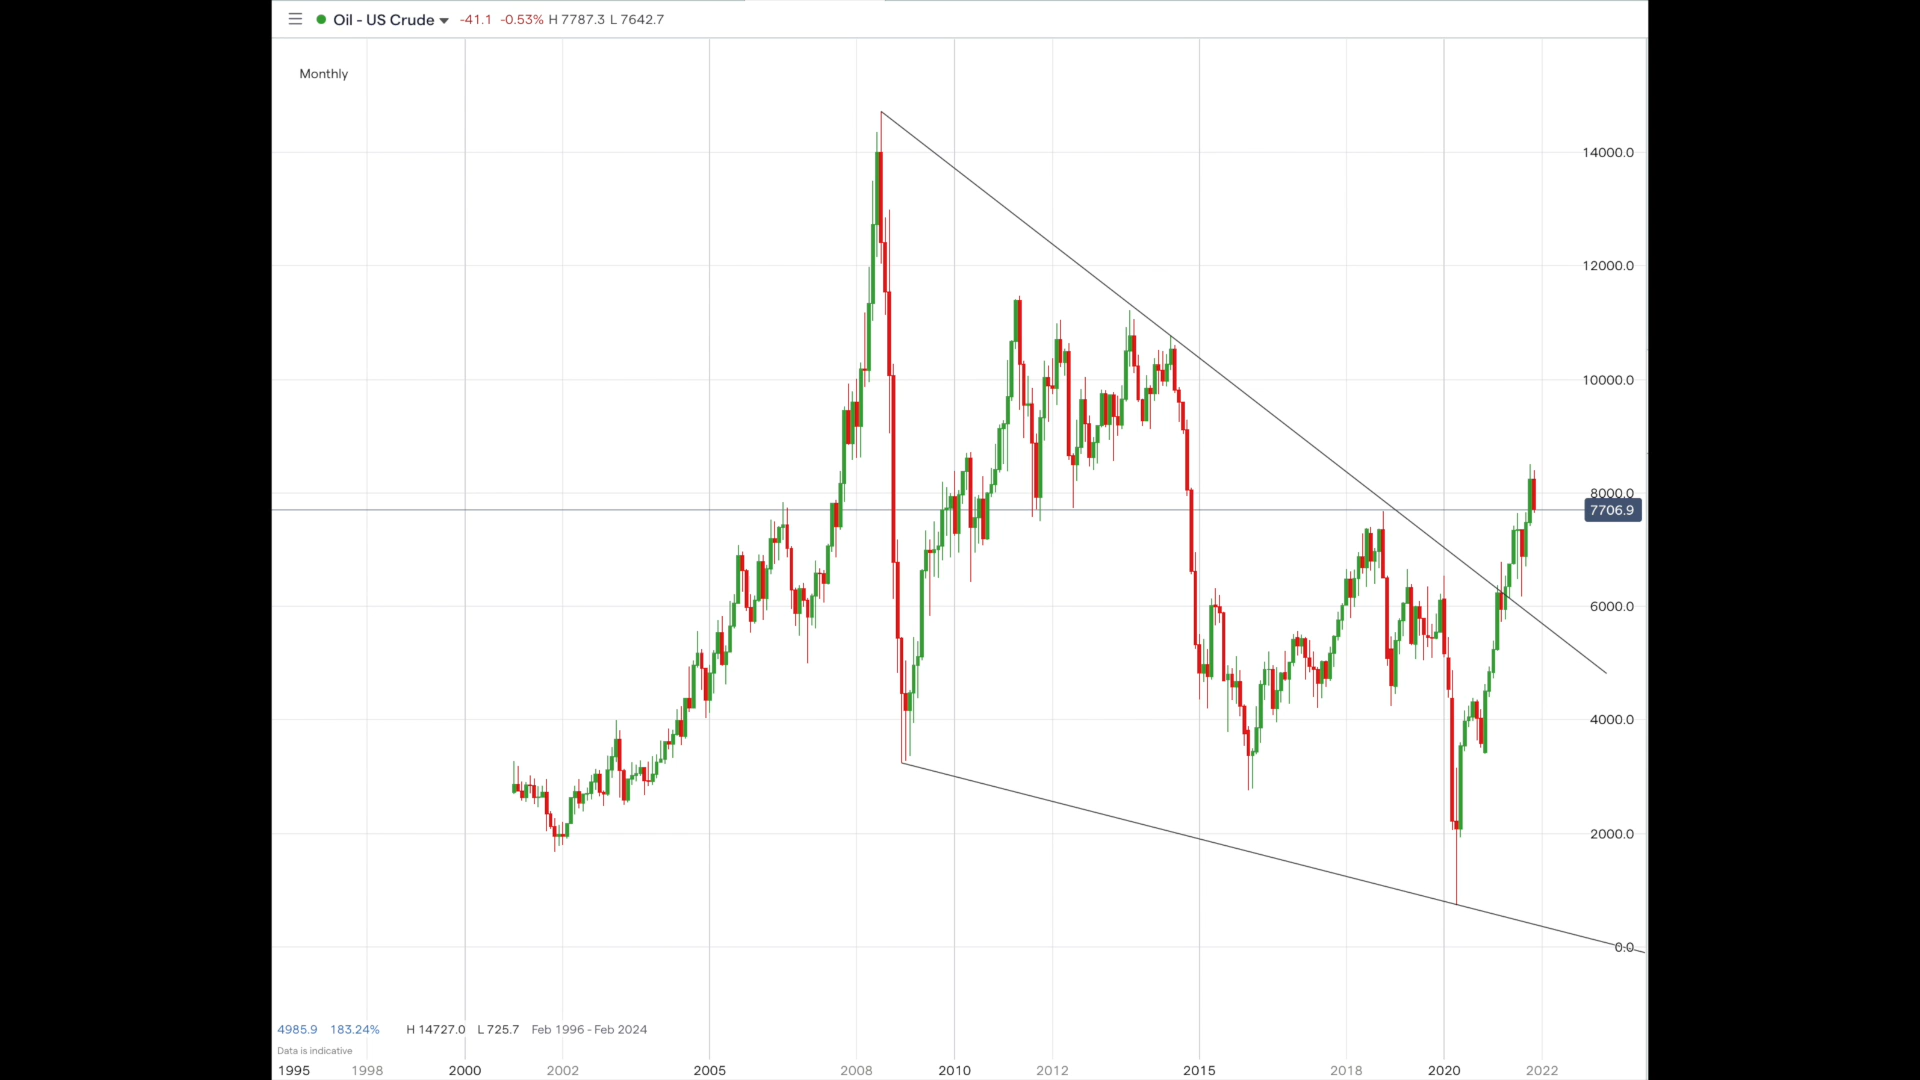 Oil - US Crude -41.1 -0.53% H 7787.3 L 7642.7
Monthly
14000.0
12000.0
10000.0
8000.0
7706.9
6000.0
4000.0
2000.0
0.0
4985.9 183.24% H 14727.0 L 725.7 Feb 1996 - Feb 2024
Data is indicative
1995 1998 2000 2002 2005 2008 2010 2012 2015 2018 2020 2022